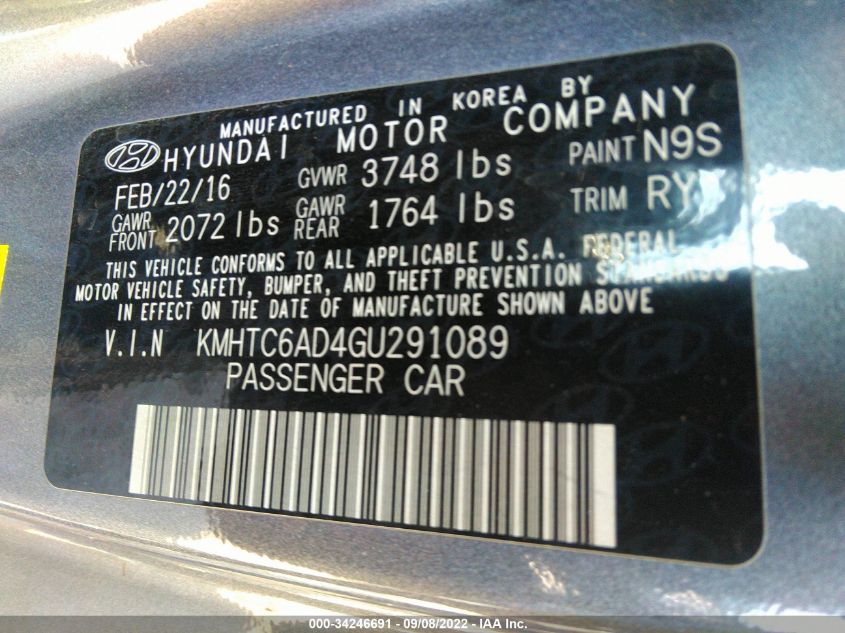 MANUFACTURED IN KOREA BY
HYUNDAI MOTOR COMPANY
FEB/22/16 GVWR 3748 lbs PAINT N9S
GAWR FRONT 2072 lbs GAWR REAR 1764 lbs TRIM RY
THIS VEHICLE CONFORMS TO ALL APPLICABLE U.S.A. FEDERAL
MOTOR VEHICLE SAFETY, BUMPER, AND THEFT PREVENTION STANDARDS
IN EFFECT ON THE DATE OF MANUFACTURE SHOWN ABOVE
V.I.N KMHTC6AD4GU291089
PASSENGER CAR
000-34246691 - 09/08/2022 - IAA Inc.